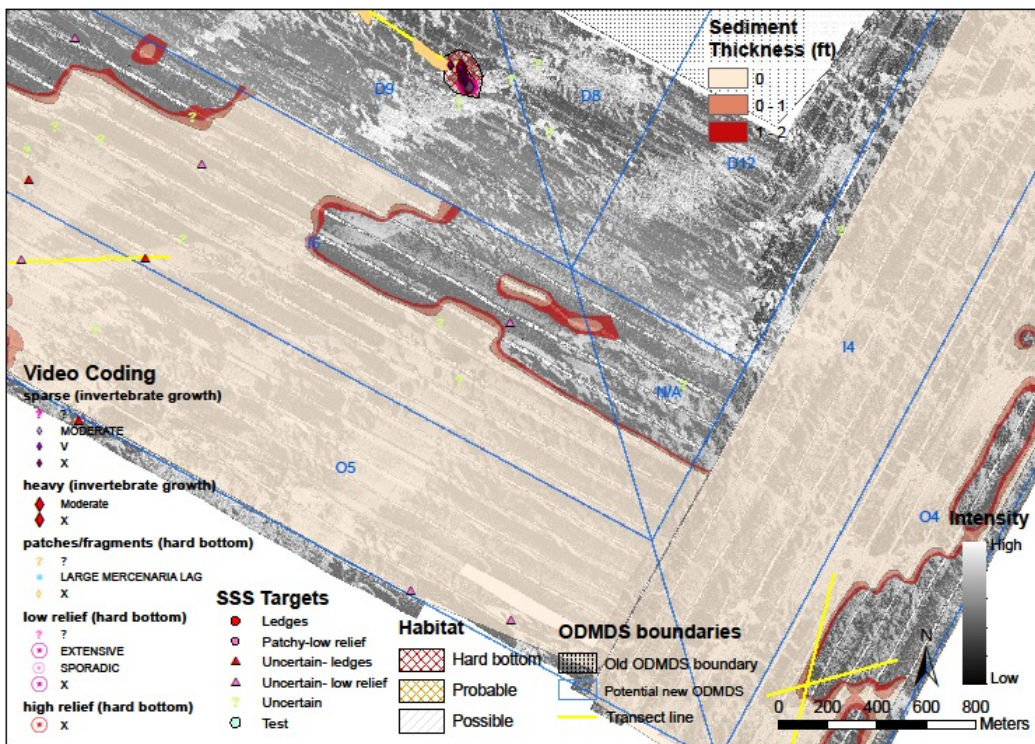 Sediment
Thickness (ft)
0
0 - 1
1 - 2
D9
D8
D12
I5
I4
N/A
O5
O4
Video Coding
sparse (invertebrate growth)
? ?
MODERATE
V
X
heavy (invertebrate growth)
Moderate
X
patches/fragments (hard bottom)
? ?
LARGE MERCENARIA LAG
X
low relief (hard bottom)
? ?
EXTENSIVE
SPORADIC
X
high relief (hard bottom)
X
SSS Targets
Ledges
Patchy-low relief
Uncertain- ledges
Uncertain- low relief
? Uncertain
Test
Habitat
Hard bottom
Probable
Possible
ODMDS boundaries
Old ODMDS boundary
Potential new ODMDS
Transect line
Intensity
High
Low
N
0 200 400 600 800
Meters